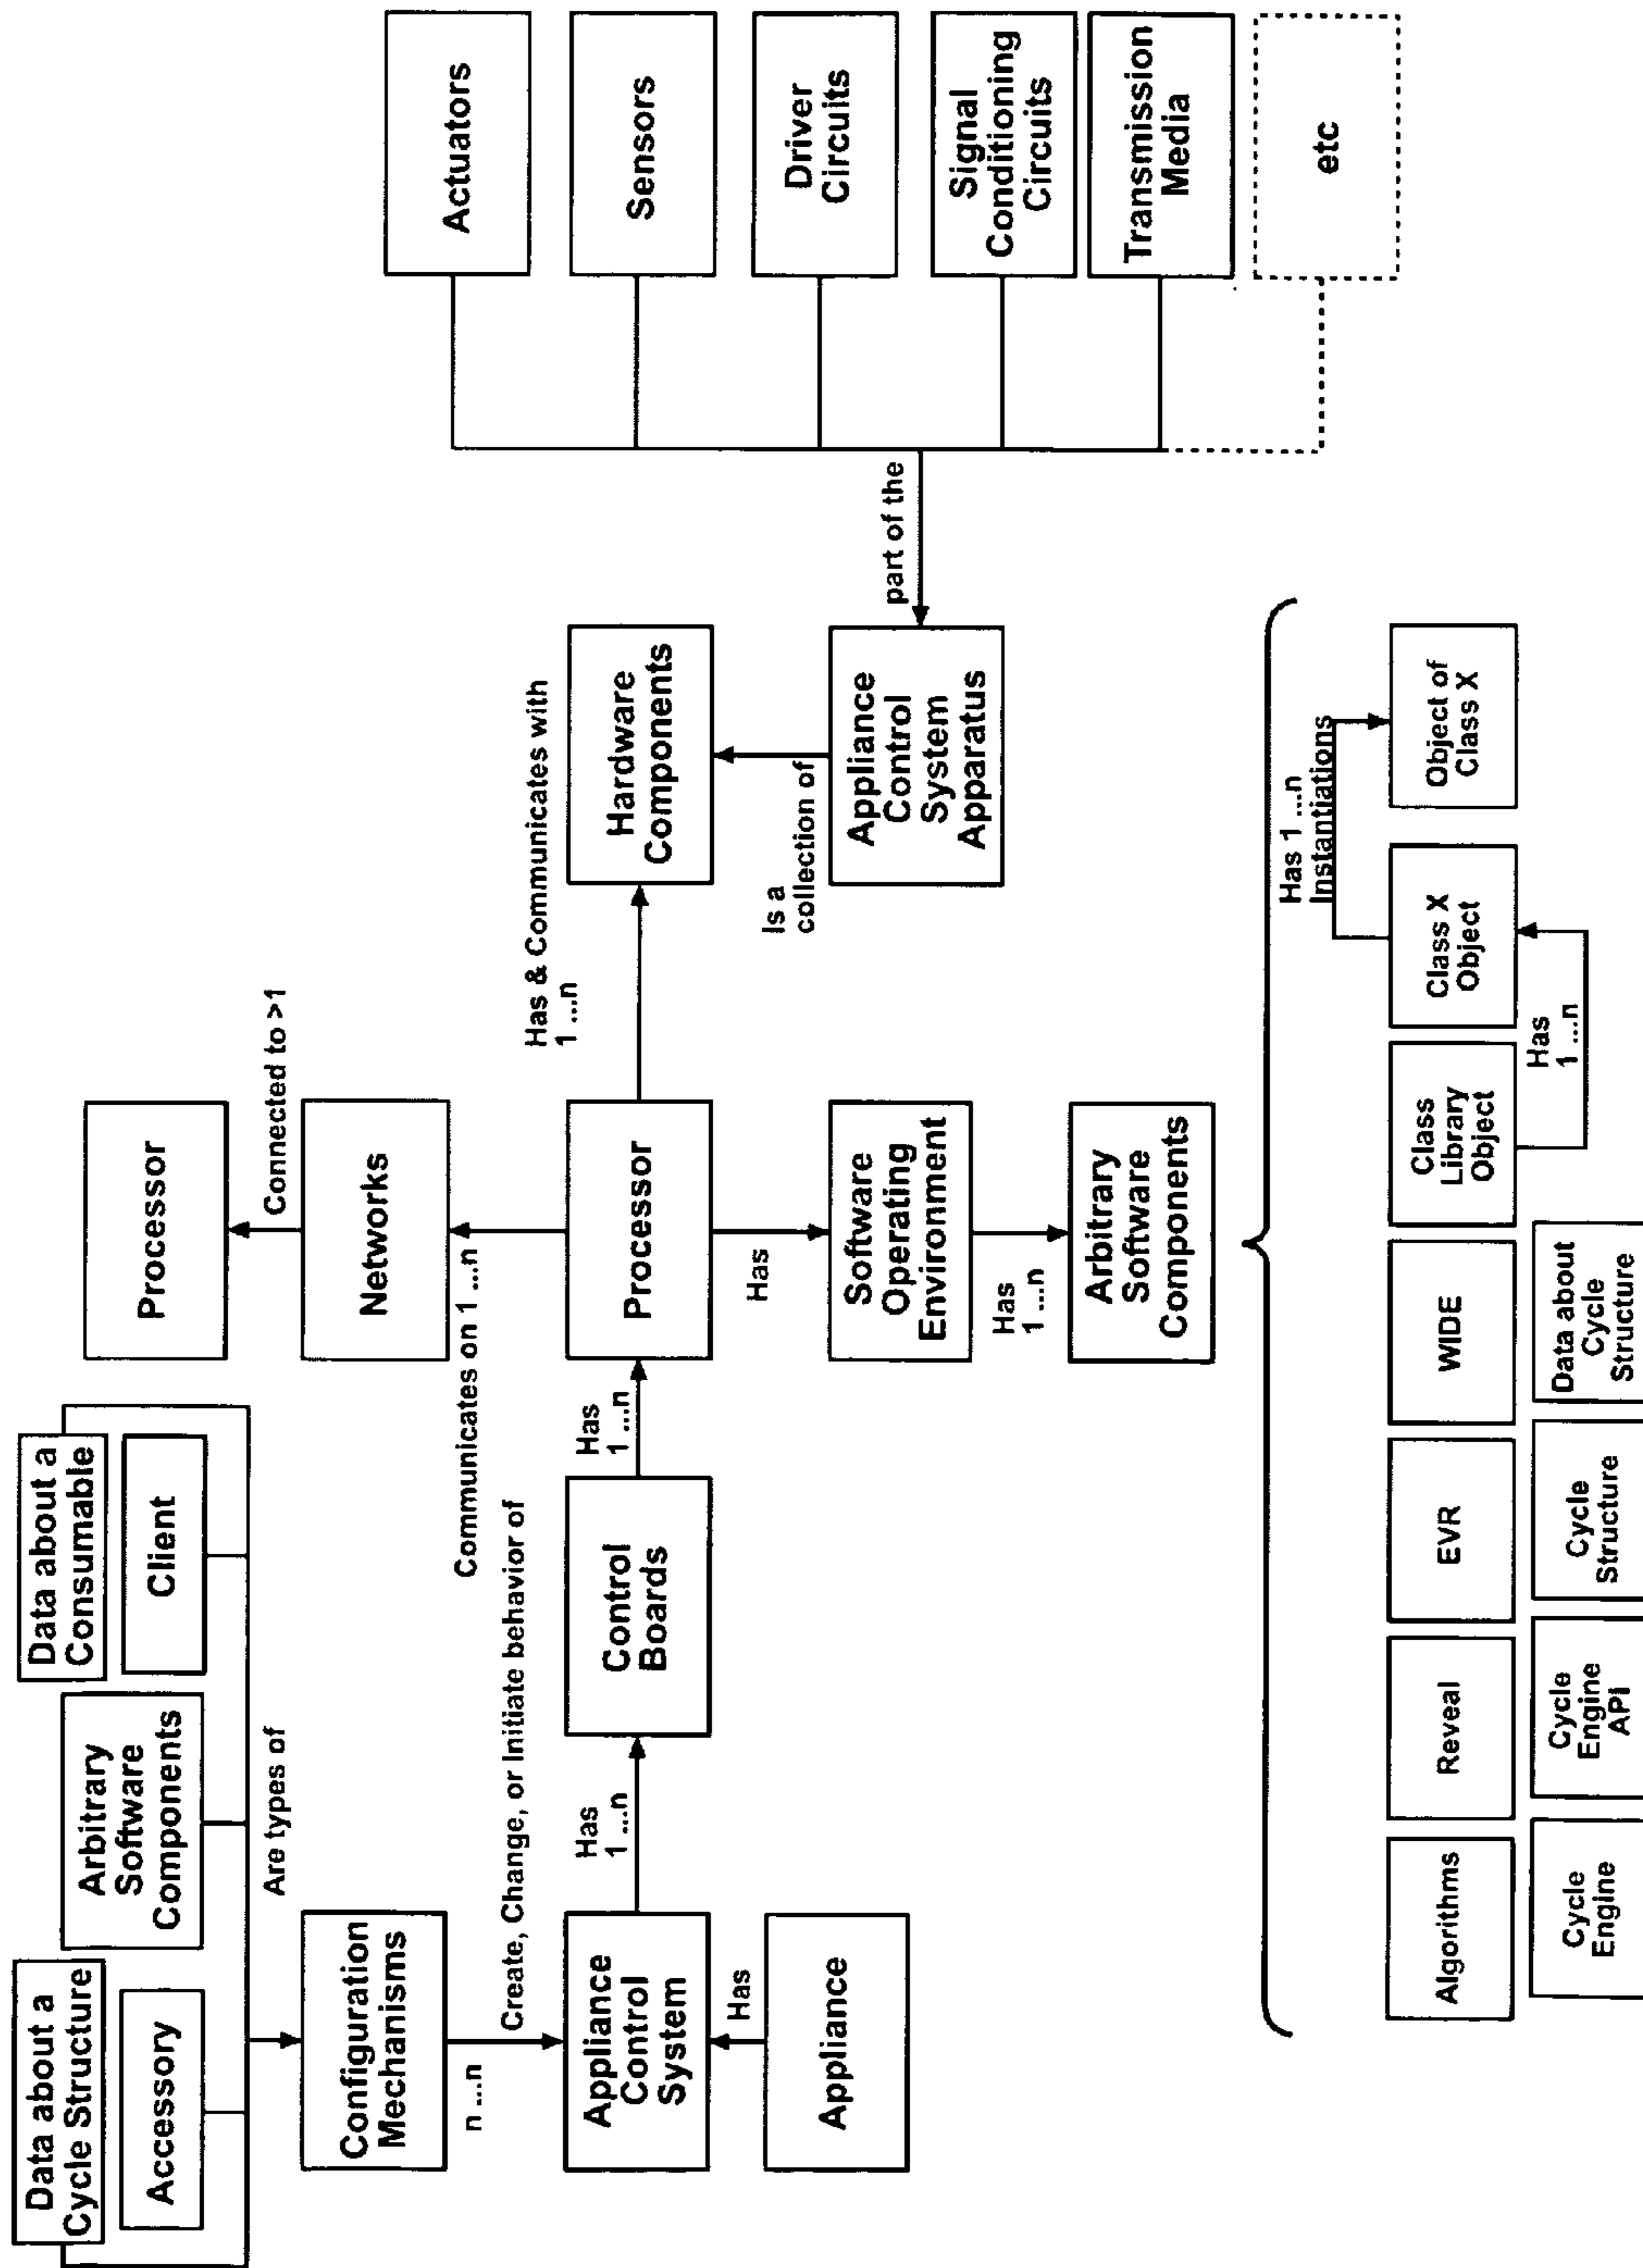 Data about a
Cycle Structure
Accessory
Arbitrary
Software
Components
Data about a
Consumable
Client
Are types of
Configuration
Mechanisms
n ...n
Create, Change, or Initiate behavior of
Appliance
Control
System
Has
Appliance
Has
1 ...n
Control
Boards
Has
1 ...n
Processor
Connected to >1
Networks
Communicates on 1 ...n
Processor
Has
Software
Operating
Environment
Has
1 ...n
Arbitrary
Software
Components
Has & Communicates with
1 ...n
Hardware
Components
Is a
collection of
Appliance
Control
System
Apparatus
part of the
Actuators
Sensors
Driver
Circuits
Signal
Conditioning
Circuits
Transmission
Media
etc
Algorithms
Reveal
EVR
WIDE
Class
Library
Object
Class X
Object
Object of
Class X
Has 1 ...n
Instantiations
Has
1 ...n
Cycle
Engine
Cycle
Engine
API
Cycle
Structure
Data about
Cycle
Structure